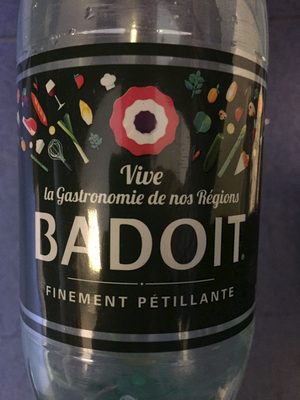 Vive
la Gastronomie de nos Régions
BADOIT
FINEMENT PÉTILLANTE